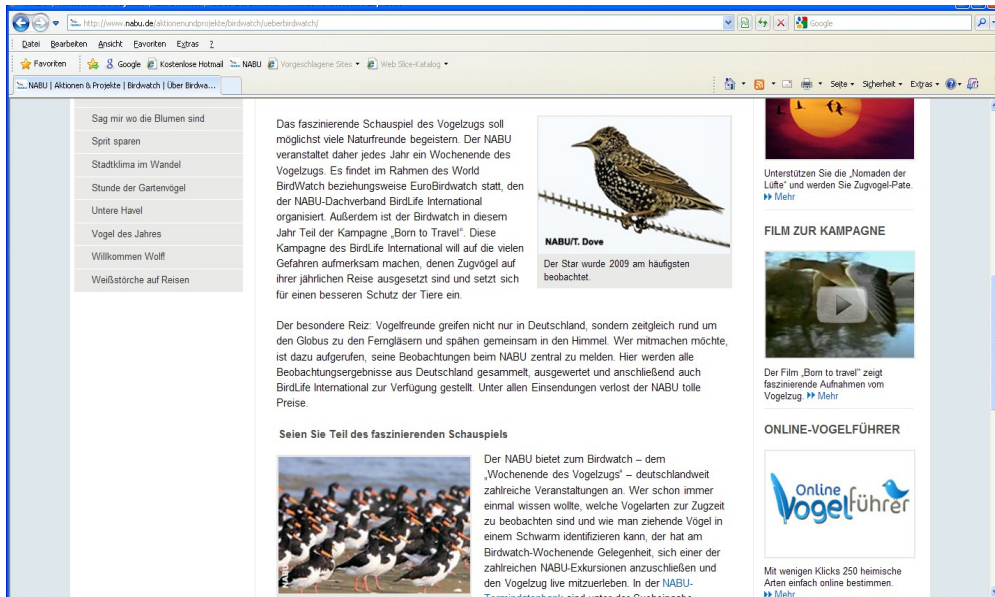 http://www.nabu.de/aktionenundprojekte/birdwatch/ueberbirdwatch/
Google
Datei Bearbeiten Ansicht Favoriten Extras ?
Favoriten Google Kostenlose Hotmail NABU Vorgeschlagene Sites Web Slice-Katalog
NABU | Aktionen & Projekte | Birdwatch | Über Birdwa...
Seite Sicherheit Extras
Sag mir wo die Blumen sind
Sprit sparen
Stadtklima im Wandel
Stunde der Gartenvögel
Untere Havel
Vogel des Jahres
Willkommen Wolf!
Weißstörche auf Reisen
Das faszinierende Schauspiel des Vogelzugs soll
möglichst viele Naturfreunde begeistern. Der NABU
veranstaltet daher jedes Jahr ein Wochenende des
Vogelzugs. Es findet im Rahmen des World
BirdWatch beziehungsweise EuroBirdwatch statt, den
der NABU-Dachverband BirdLife International
organisiert. Außerdem ist der Birdwatch in diesem
Jahr Teil der Kampagne „Born to Travel“. Diese
Kampagne des BirdLife International will auf die vielen
Gefahren aufmerksam machen, denen Zugvögel auf
ihrer jährlichen Reise ausgesetzt sind und setzt sich
für einen besseren Schutz der Tiere ein.
NABU/T. Dove
Der Star wurde 2009 am häufigsten
beobachtet.
Der besondere Reiz: Vogelfreunde greifen nicht nur in Deutschland, sondern zeitgleich rund um
den Globus zu den Ferngläsern und spähen gemeinsam in den Himmel. Wer mitmachen möchte,
ist dazu aufgerufen, seine Beobachtungen beim NABU zentral zu melden. Hier werden alle
Beobachtungsergebnisse aus Deutschland gesammelt, ausgewertet und anschließend auch
BirdLife International zur Verfügung gestellt. Unter allen Einsendungen verlost der NABU tolle
Preise.
Seien Sie Teil des faszinierenden Schauspiels
NABU
Der NABU bietet zum Birdwatch – dem
„Wochenende des Vogelzugs“ – deutschlandweit
zahlreiche Veranstaltungen an. Wer schon immer
einmal wissen wollte, welche Vogelarten zur Zugzeit
zu beobachten sind und wie man ziehende Vögel in
einem Schwarm identifizieren kann, der hat am
Birdwatch-Wochenende Gelegenheit, sich einer der
zahlreichen NABU-Exkursionen anzuschließen und
den Vogelzug live mitzuerleben. In der NABU-
Termindatenbank sind unter der Sucheingabe
Unterstützen Sie die „Nomaden der
Lüfte“ und werden Sie Zugvogel-Pate.
Mehr
FILM ZUR KAMPAGNE
Der Film „Born to travel“ zeigt
faszinierende Aufnahmen vom
Vogelzug. Mehr
ONLINE-VOGELFÜHRER
Online
Vogelführer
Mit wenigen Klicks 250 heimische
Arten einfach online bestimmen.
Mehr